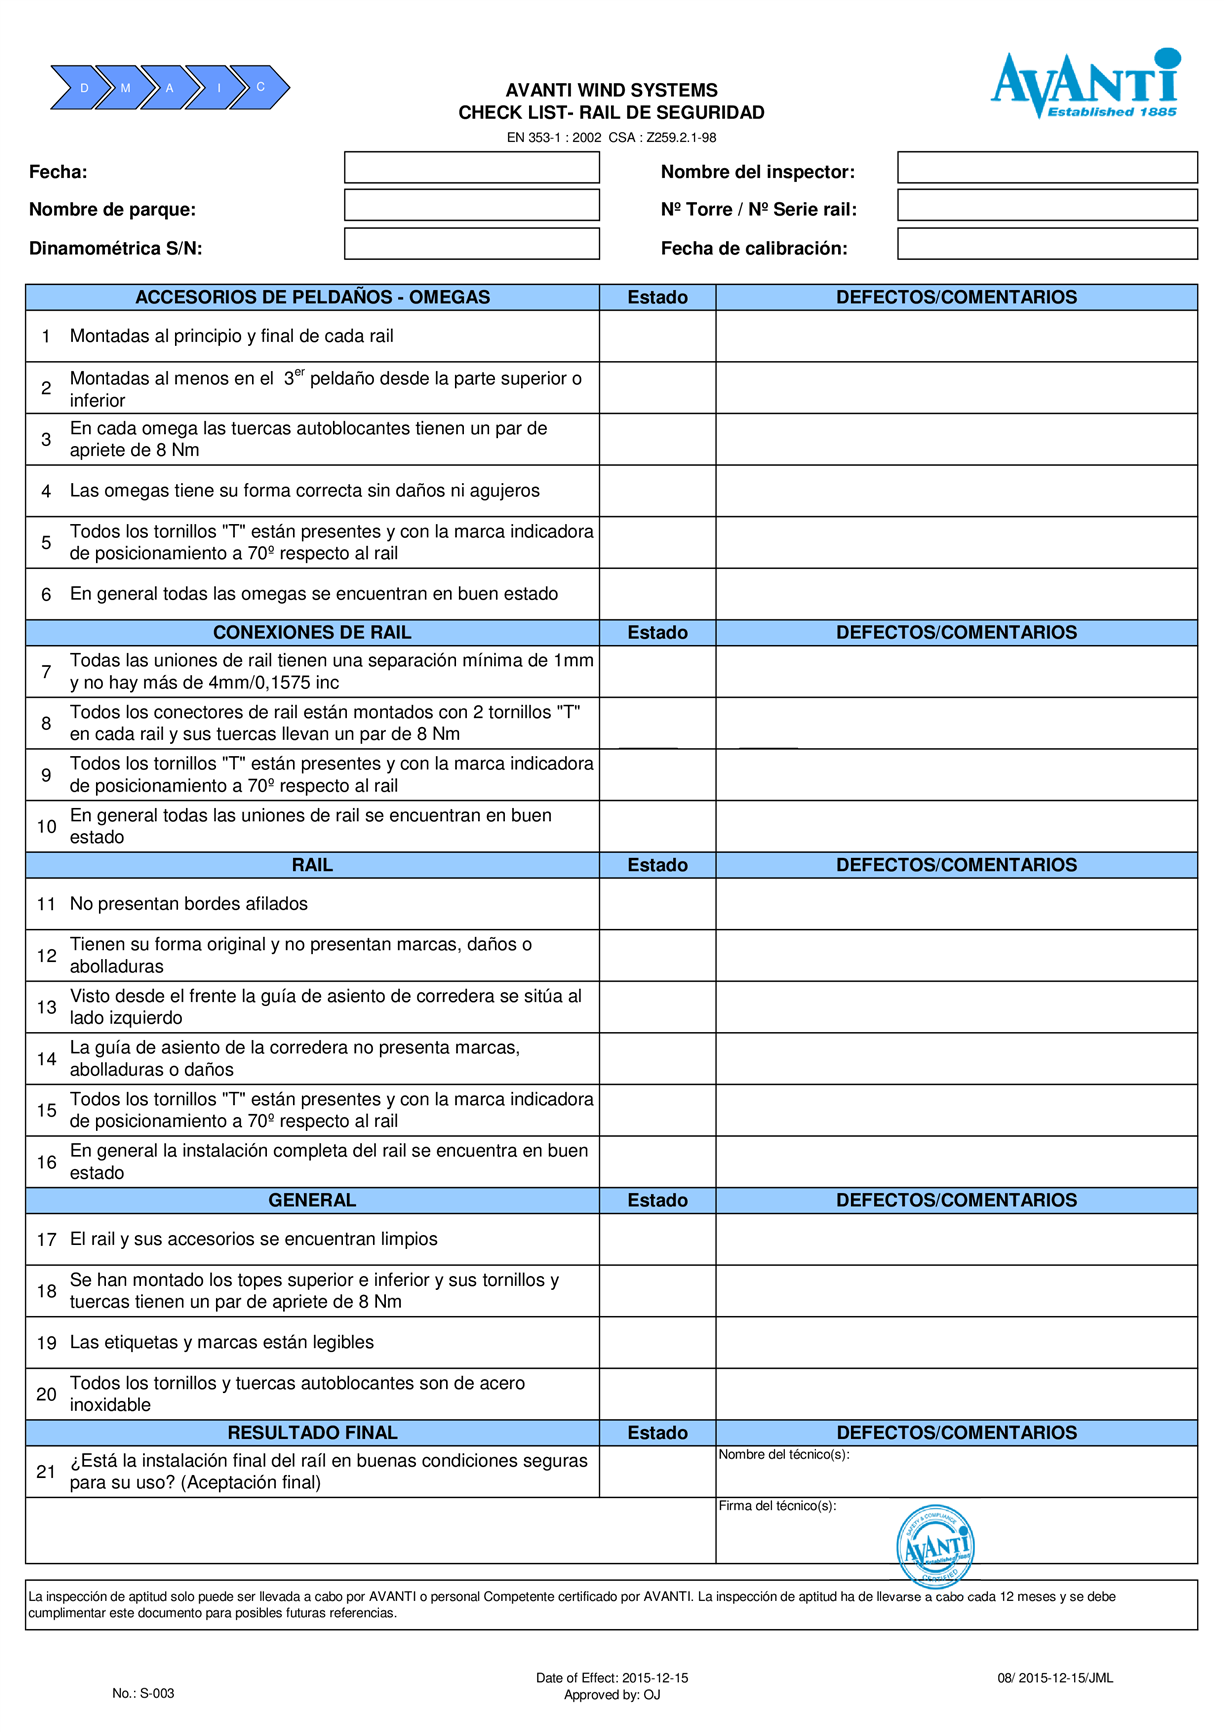 D M A I C
AVANTI
Established 1885
AVANTI WIND SYSTEMS
CHECK LIST- RAIL DE SEGURIDAD
EN 353-1 : 2002  CSA : Z259.2.1-98
Fecha: Nombre del inspector:
Nombre de parque: Nº Torre / Nº Serie rail:
Dinamométrica S/N: Fecha de calibración:
ACCESORIOS DE PELDAÑOS - OMEGAS Estado DEFECTOS/COMENTARIOS
1 Montadas al principio y final de cada rail
2 Montadas al menos en el  3er peldaño desde la parte superior o
inferior
3 En cada omega las tuercas autoblocantes tienen un par de
apriete de 8 Nm
4 Las omegas tiene su forma correcta sin daños ni agujeros
5 Todos los tornillos "T" están presentes y con la marca indicadora
de posicionamiento a 70º respecto al rail
6 En general todas las omegas se encuentran en buen estado
CONEXIONES DE RAIL Estado DEFECTOS/COMENTARIOS
7 Todas las uniones de rail tienen una separación mínima de 1mm
y no hay más de 4mm/0,1575 inc
8 Todos los conectores de rail están montados con 2 tornillos "T"
en cada rail y sus tuercas llevan un par de 8 Nm
9 Todos los tornillos "T" están presentes y con la marca indicadora
de posicionamiento a 70º respecto al rail
10 En general todas las uniones de rail se encuentran en buen
estado
RAIL Estado DEFECTOS/COMENTARIOS
11 No presentan bordes afilados
12 Tienen su forma original y no presentan marcas, daños o
abolladuras
13 Visto desde el frente la guía de asiento de corredera se sitúa al
lado izquierdo
14 La guía de asiento de la corredera no presenta marcas,
abolladuras o daños
15 Todos los tornillos "T" están presentes y con la marca indicadora
de posicionamiento a 70º respecto al rail
16 En general la instalación completa del rail se encuentra en buen
estado
GENERAL Estado DEFECTOS/COMENTARIOS
17 El rail y sus accesorios se encuentran limpios
18 Se han montado los topes superior e inferior y sus tornillos y
tuercas tienen un par de apriete de 8 Nm
19 Las etiquetas y marcas están legibles
20 Todos los tornillos y tuercas autoblocantes son de acero
inoxidable
RESULTADO FINAL Estado DEFECTOS/COMENTARIOS
21 ¿Está la instalación final del raíl en buenas condiciones seguras
para su uso? (Aceptación final)
Nombre del técnico(s):
Firma del técnico(s):
SAFETY & COMPLIANCE
AVANTI
Established 1885
CERTIFIED
La inspección de aptitud solo puede ser llevada a cabo por AVANTI o personal Competente certificado por AVANTI. La inspección de aptitud ha de llevarse a cabo cada 12 meses y se debe
cumplimentar este documento para posibles futuras referencias.
No.: S-003
Date of Effect: 2015-12-15
Approved by: OJ
08/ 2015-12-15/JML